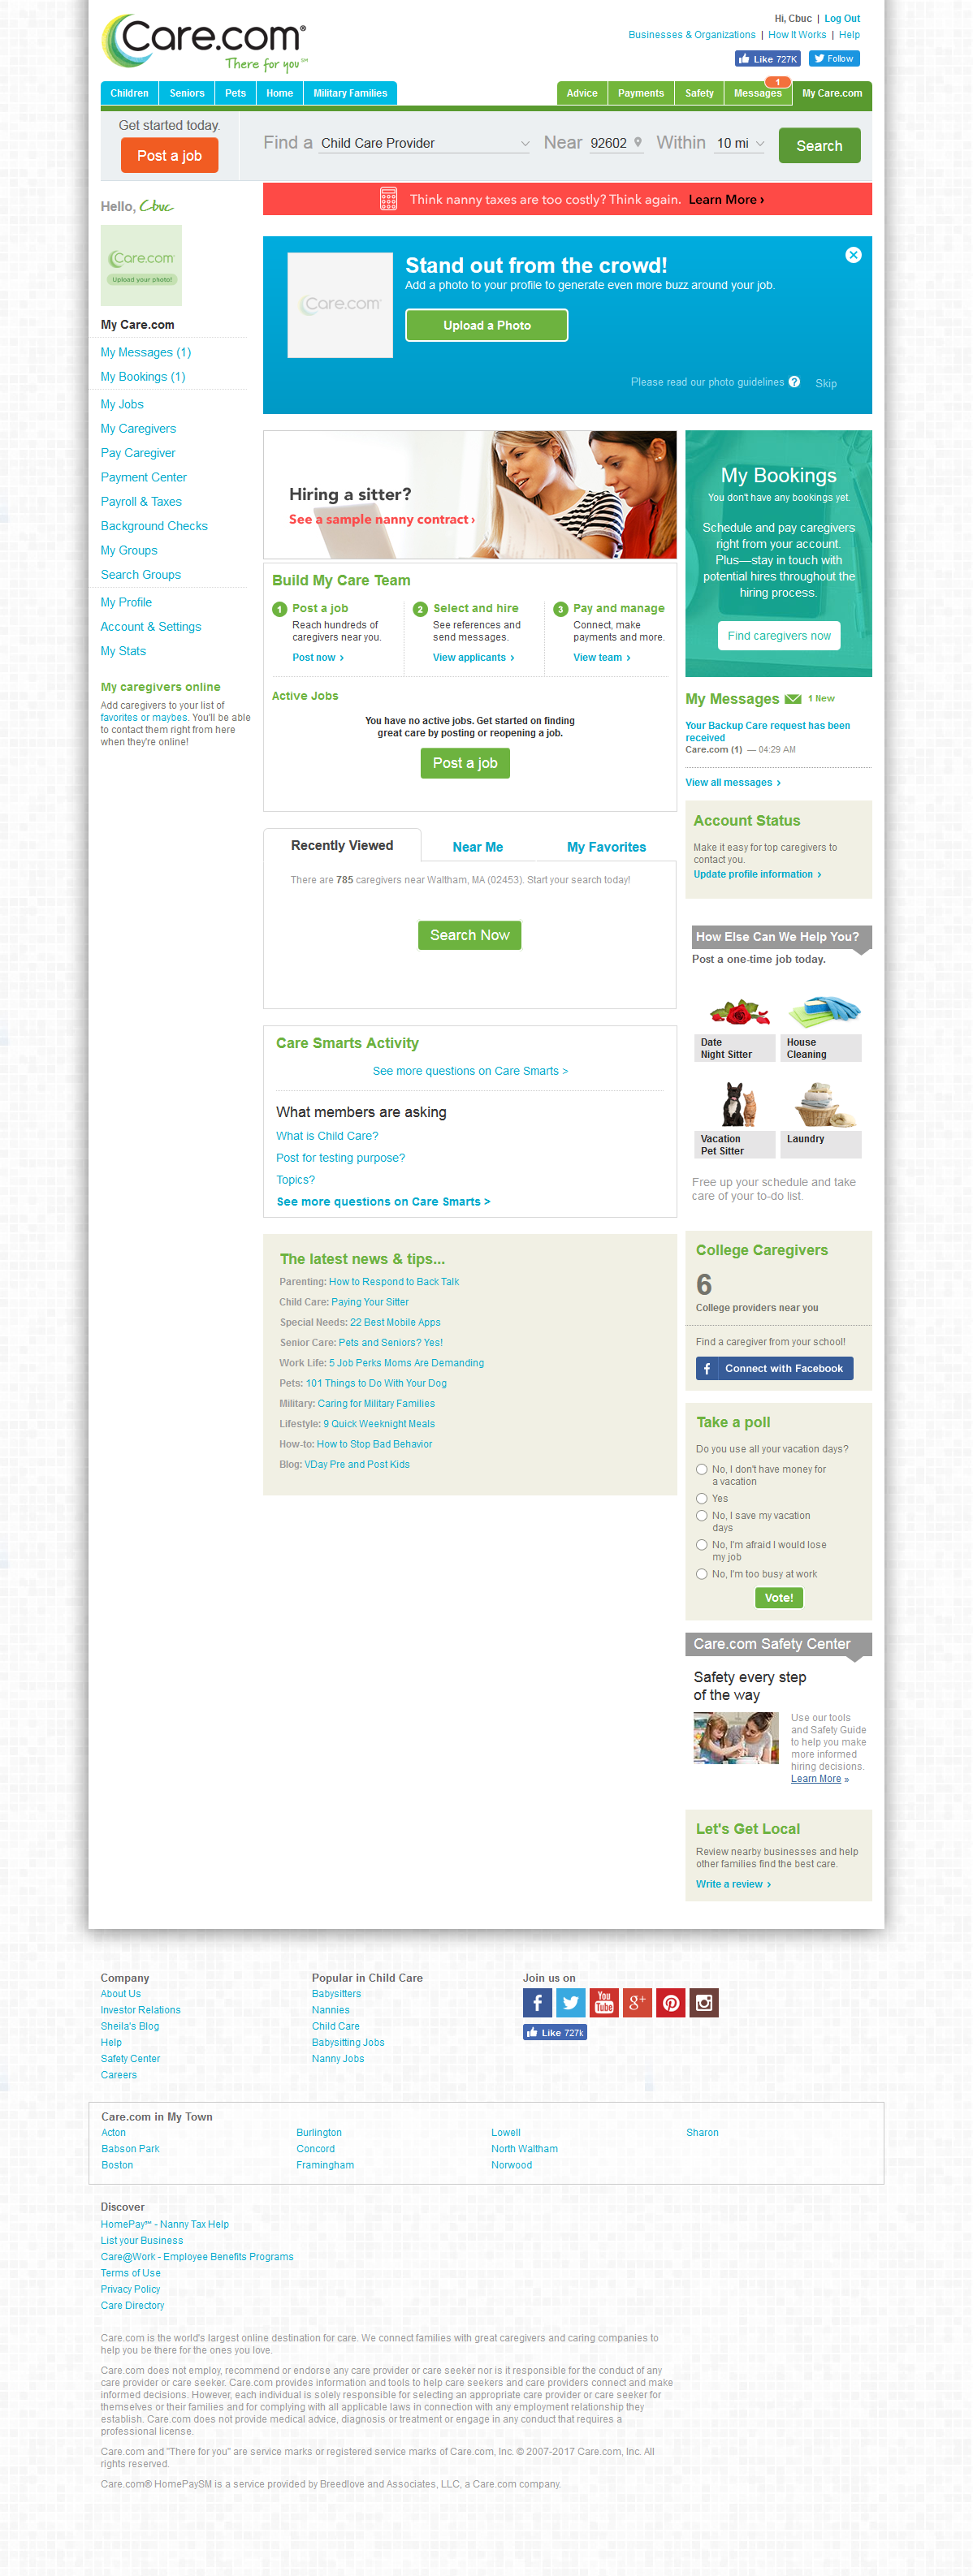 Care.com®
There for you℠
Hi, Cbuc | Log Out
Businesses & Organizations | How It Works | Help
Like 727K
Follow
Children
Seniors
Pets
Home
Military Families
Advice
Payments
Safety
Messages
1
My Care.com
Get started today.
Post a job
Find a Child Care Provider
Near 92602
Within 10 mi
Search
Think nanny taxes are too costly? Think again. Learn More ›
Hello, Cbuc
Care.com
Upload your photo!
My Care.com
My Messages (1)
My Bookings (1)
My Jobs
My Caregivers
Pay Caregiver
Payment Center
Payroll & Taxes
Background Checks
My Groups
Search Groups
My Profile
Account & Settings
My Stats
My caregivers online
Add caregivers to your list of
favorites or maybes. You'll be able
to contact them right from here
when they're online!
Care.com
Stand out from the crowd!
Add a photo to your profile to generate even more buzz around your job.
Upload a Photo
Please read our photo guidelines ?
Skip
Hiring a sitter?
See a sample nanny contract ›
Build My Care Team
1 Post a job
Reach hundreds of
caregivers near you.
Post now ›
2 Select and hire
See references and
send messages.
View applicants ›
3 Pay and manage
Connect, make
payments and more.
View team ›
Active Jobs
You have no active jobs. Get started on finding
great care by posting or reopening a job.
Post a job
Recently Viewed
Near Me
My Favorites
There are 785 caregivers near Waltham, MA (02453). Start your search today!
Search Now
Care Smarts Activity
See more questions on Care Smarts >
What members are asking
What is Child Care?
Post for testing purpose?
Topics?
See more questions on Care Smarts >
The latest news & tips...
Parenting: How to Respond to Back Talk
Child Care: Paying Your Sitter
Special Needs: 22 Best Mobile Apps
Senior Care: Pets and Seniors? Yes!
Work Life: 5 Job Perks Moms Are Demanding
Pets: 101 Things to Do With Your Dog
Military: Caring for Military Families
Lifestyle: 9 Quick Weeknight Meals
How-to: How to Stop Bad Behavior
Blog: VDay Pre and Post Kids
My Bookings
You don't have any bookings yet.
Schedule and pay caregivers
right from your account.
Plus—stay in touch with
potential hires throughout the
hiring process.
Find caregivers now
My Messages 1 New
Your Backup Care request has been
received
Care.com (1) — 04:29 AM
View all messages ›
Account Status
Make it easy for top caregivers to
contact you.
Update profile information ›
How Else Can We Help You?
Post a one-time job today.
Date
Night Sitter
House
Cleaning
Vacation
Pet Sitter
Laundry
Free up your schedule and take
care of your to-do list.
College Caregivers
6
College providers near you
Find a caregiver from your school!
f Connect with Facebook
Take a poll
Do you use all your vacation days?
No, I don't have money for
a vacation
Yes
No, I save my vacation
days
No, I'm afraid I would lose
my job
No, I'm too busy at work
Vote!
Care.com Safety Center
Safety every step
of the way
Use our tools
and Safety Guide
to help you make
more informed
hiring decisions.
Learn More »
Let's Get Local
Review nearby businesses and help
other families find the best care.
Write a review ›
Company
About Us
Investor Relations
Sheila's Blog
Help
Safety Center
Careers
Popular in Child Care
Babysitters
Nannies
Child Care
Babysitting Jobs
Nanny Jobs
Join us on
f
You Tube
g+
Like 727k
Care.com in My Town
Acton
Babson Park
Boston
Burlington
Concord
Framingham
Lowell
North Waltham
Norwood
Sharon
Discover
HomePay℠ - Nanny Tax Help
List your Business
Care@Work - Employee Benefits Programs
Terms of Use
Privacy Policy
Care Directory
Care.com is the world's largest online destination for care. We connect families with great caregivers and caring companies to
help you be there for the ones you love.
Care.com does not employ, recommend or endorse any care provider or care seeker nor is it responsible for the conduct of any
care provider or care seeker. Care.com provides information and tools to help care seekers and care providers connect and make
informed decisions. However, each individual is solely responsible for selecting an appropriate care provider or care seeker for
themselves or their families and for complying with all applicable laws in connection with any employment relationship they
establish. Care.com does not provide medical advice, diagnosis or treatment or engage in any conduct that requires a
professional license.
Care.com and "There for you" are service marks or registered service marks of Care.com, Inc. © 2007-2017 Care.com, Inc. All
rights reserved.
Care.com® HomePaySM is a service provided by Breedlove and Associates, LLC, a Care.com company.